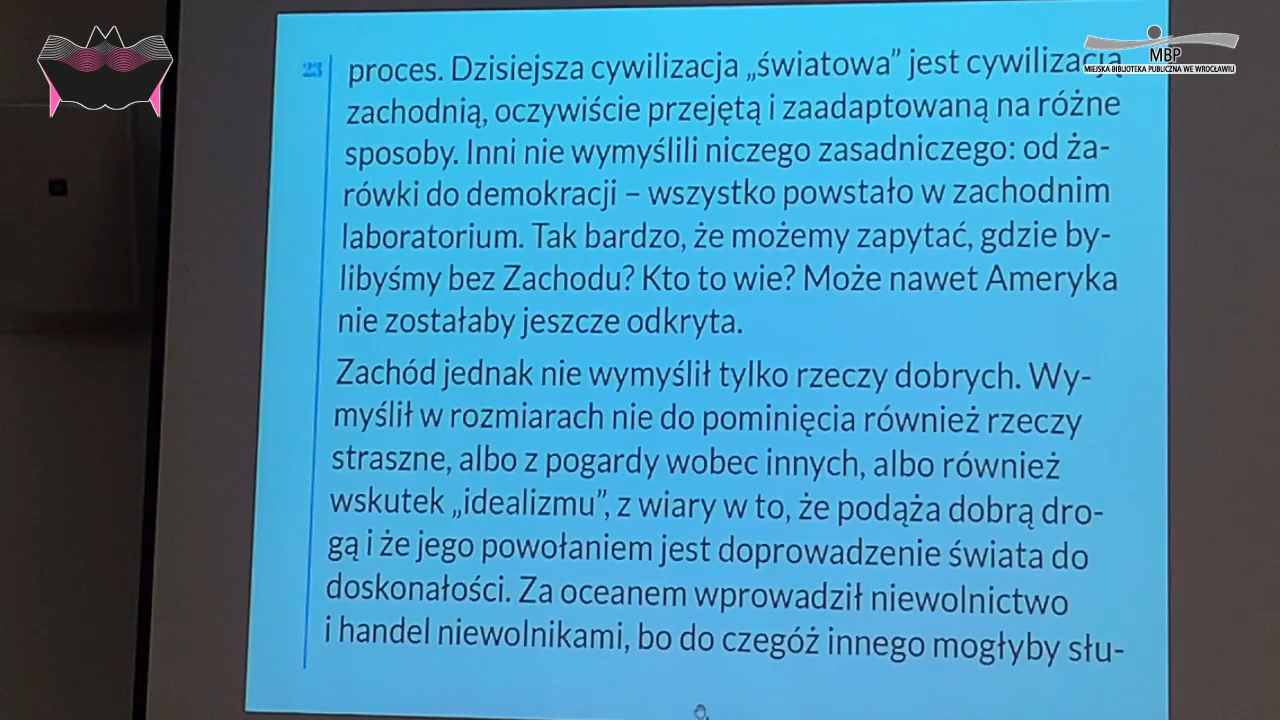 23
proces. Dzisiejsza cywilizacja „światowa” jest cywilizacją
zachodnią, oczywiście przejętą i zaadaptowaną na różne
sposoby. Inni nie wymyślili niczego zasadniczego: od ża-
rówki do demokracji – wszystko powstało w zachodnim
laboratorium. Tak bardzo, że możemy zapytać, gdzie by-
libyśmy bez Zachodu? Kto to wie? Może nawet Ameryka
nie zostałaby jeszcze odkryta.
Zachód jednak nie wymyślił tylko rzeczy dobrych. Wy-
myślił w rozmiarach nie do pominięcia również rzeczy
straszne, albo z pogardy wobec innych, albo również
wskutek „idealizmu”, z wiary w to, że podąża dobrą dro-
gą i że jego powołaniem jest doprowadzenie świata do
doskonałości. Za oceanem wprowadził niewolnictwo
i handel niewolnikami, bo do czegóż innego mogłyby słu-
MBP
MIEJSKA BIBLIOTEKA PUBLICZNA WE WROCŁAWIU